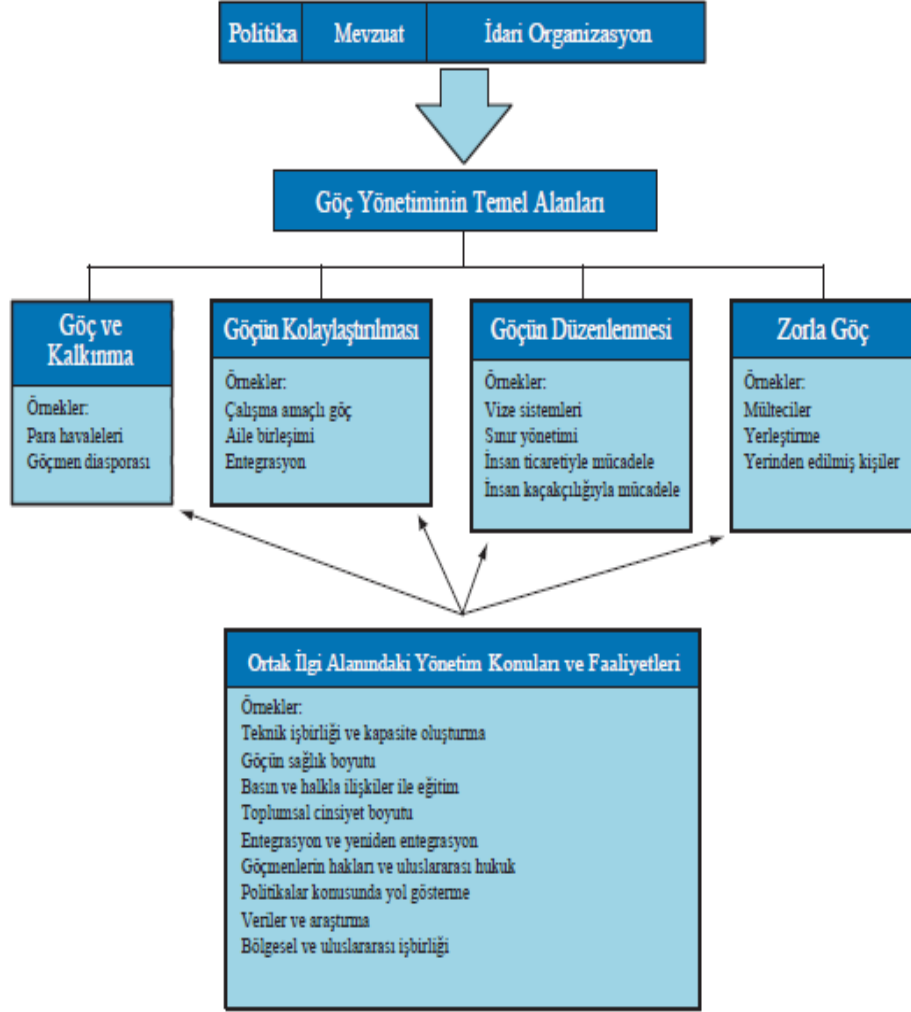 Politika Mevzuat İdari Organizasyon
Göç Yönetiminin Temel Alanları
Göç ve
Kalkınma
Örnekler:
Para havaleleri
Göçmen diasporası
Göçün Kolaylaştırılması
Örnekler:
Çalışma amaçlı göç
Aile birleşimi
Entegrasyon
Göçün Düzenlenmesi
Örnekler:
Vize sistemleri
Sınır yönetimi
İnsan ticaretiyle mücadele
İnsan kaçakçılığıyla mücadele
Zorla Göç
Örnekler:
Mülteciler
Yerleştirme
Yerinden edilmiş kişiler
Ortak İlgi Alanındaki Yönetim Konuları ve Faaliyetleri
Örnekler:
Teknik işbirliği ve kapasite oluşturma
Göçün sağlık boyutu
Basın ve halkla ilişkiler ile eğitim
Toplumsal cinsiyet boyutu
Entegrasyon ve yeniden entegrasyon
Göçmenlerin hakları ve uluslararası hukuk
Politikalar konusunda yol gösterme
Veriler ve araştırma
Bölgesel ve uluslararası işbirliği